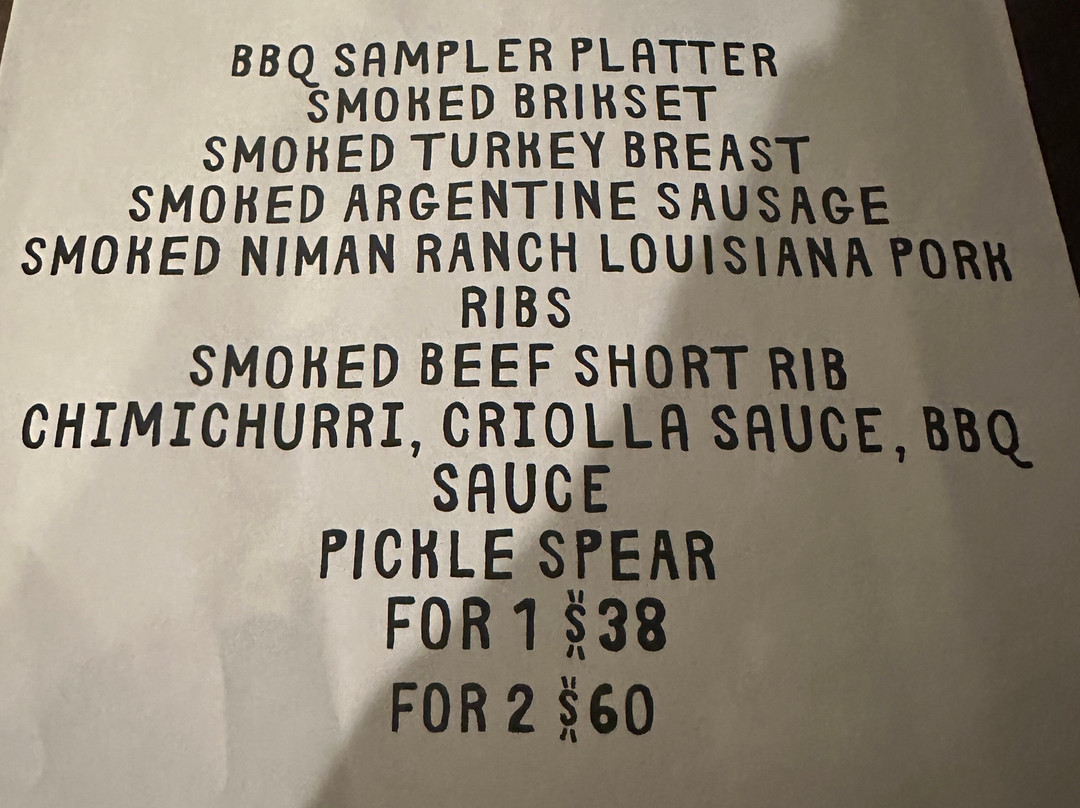 BBQ SAMPLER PLATTER
SMOKED BRIKSET
SMOKED TURKEY BREAST
SMOKED ARGENTINE SAUSAGE
SMOKED NIMAN RANCH LOUISIANA PORK
RIBS
SMOKED BEEF SHORT RIB
CHIMICHURRI, CRIOLLA SAUCE, BBQ
SAUCE
PICKLE SPEAR
FOR 1 $38
FOR 2 $60